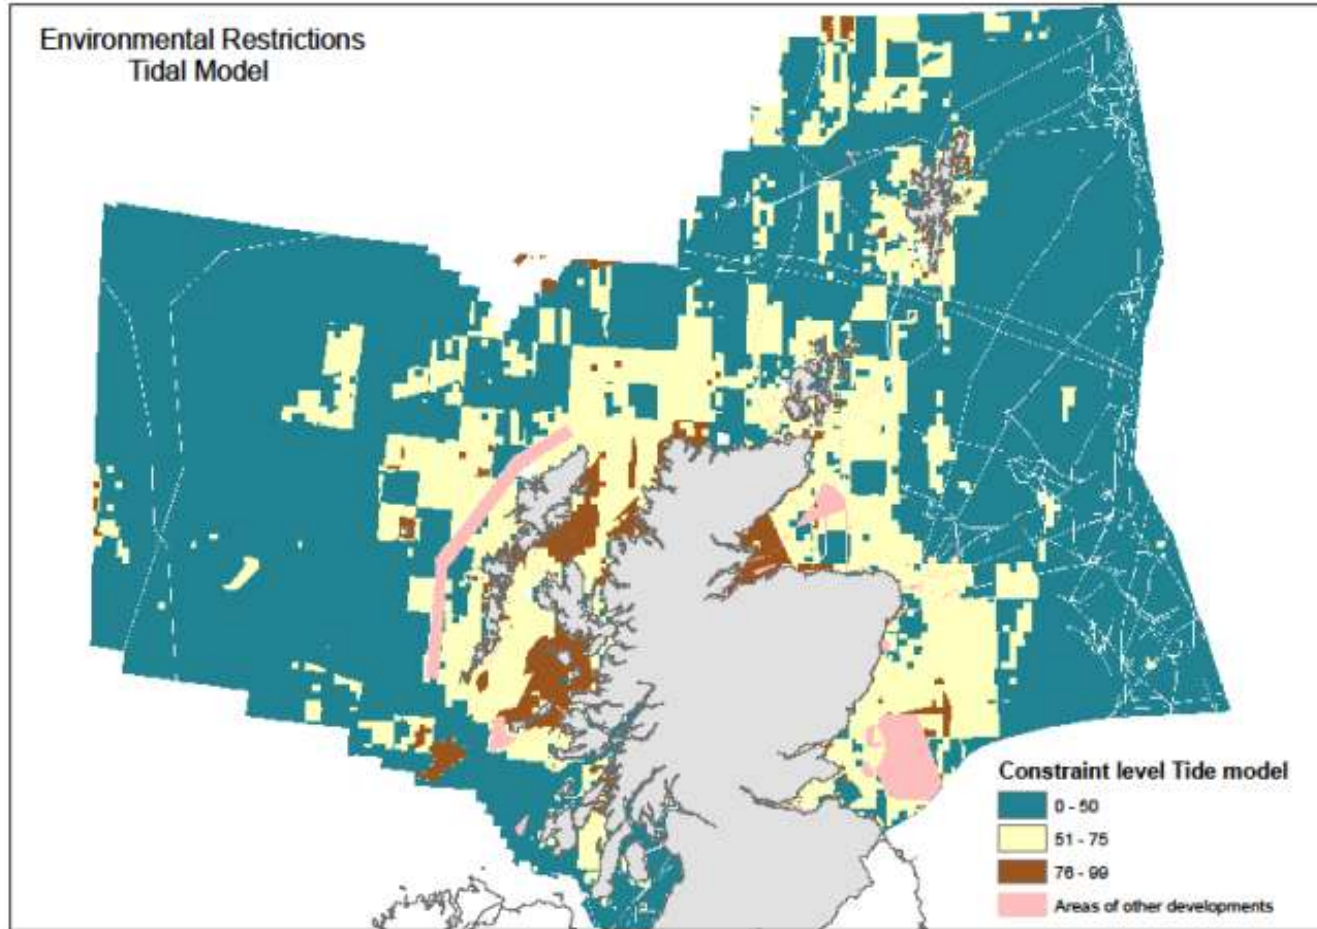 Environmental Restrictions
Tidal Model
Constraint level Tide model
0 - 50
51 - 75
76 - 99
Areas of other developments